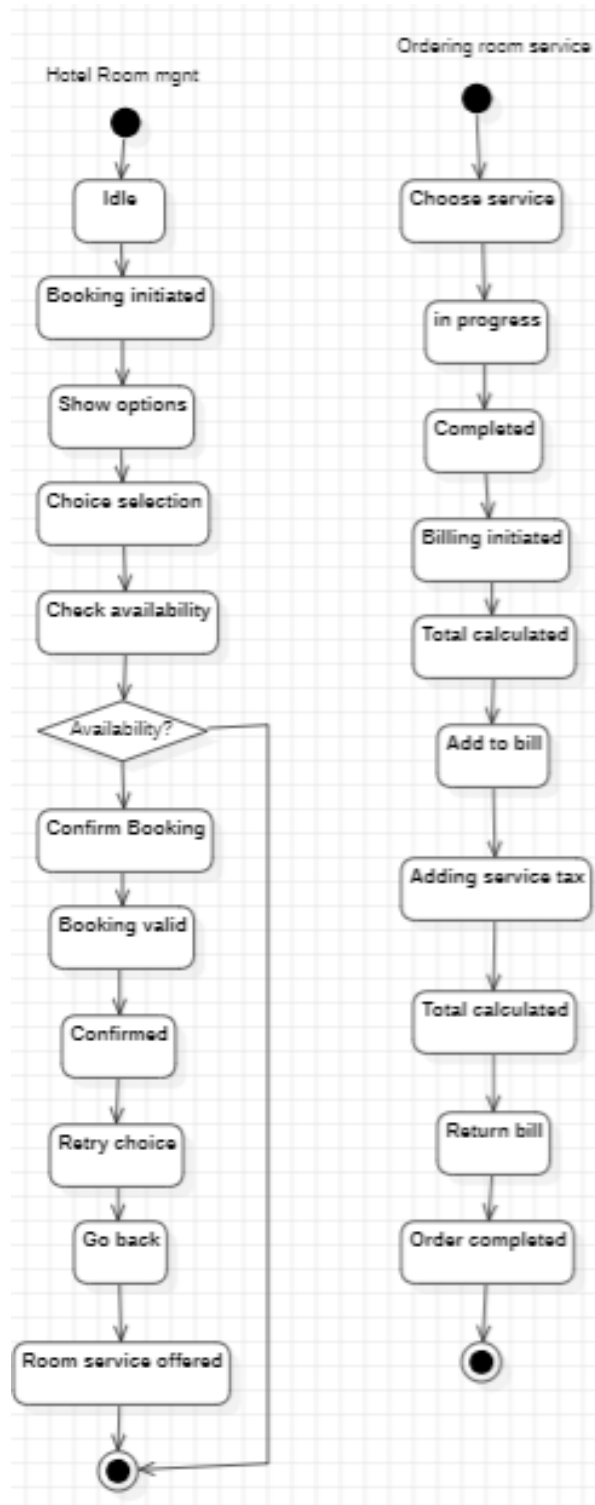 Hotel Room mgnt
Idle
Booking initiated
Show options
Choice selection
Check availability
Availability?
Confirm Booking
Booking valid
Confirmed
Retry choice
Go back
Room service offered
Ordering room service
Choose service
in progress
Completed
Billing initiated
Total calculated
Add to bill
Adding service tax
Total calculated
Return bill
Order completed